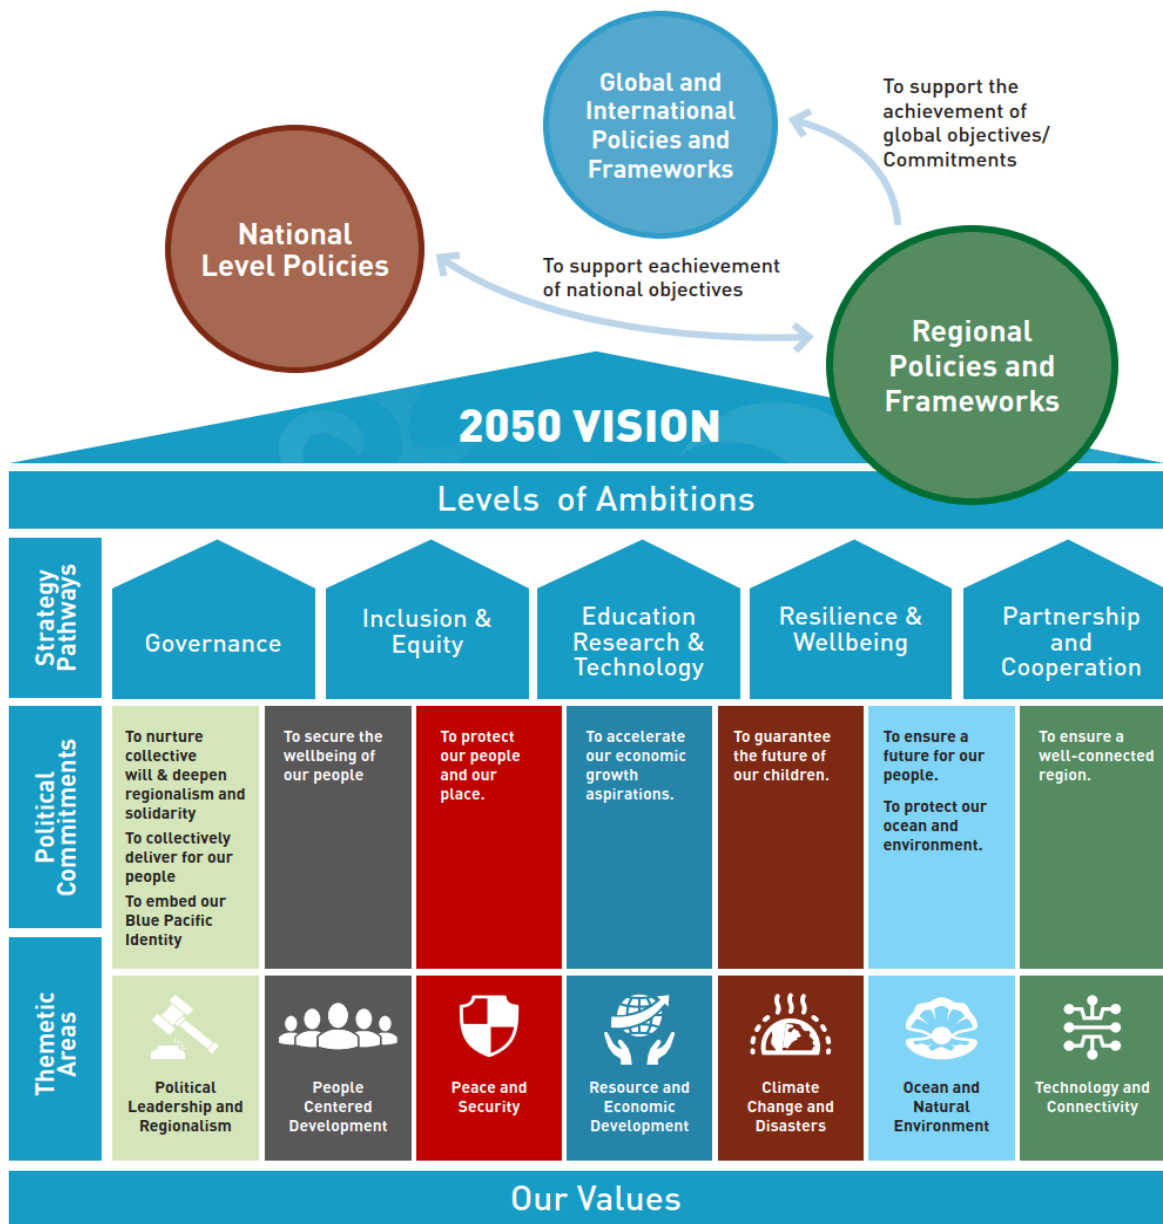 Global and
International
Policies and
Frameworks
To support the
achievement of
global objectives/
Commitments
National
Level Policies
To support eachievement
of national objectives
Regional
Policies and
Frameworks
2050 VISION
Levels of Ambitions
Strategy
Pathways
Governance
Inclusion &
Equity
Education
Research &
Technology
Resilience &
Wellbeing
Partnership
and
Cooperation
Political
Commitments
To nurture
collective
will & deepen
regionalism and
solidarity
To collectively
deliver for our
people
To embed our
Blue Pacific
Identity
To secure the
wellbeing of
our people
To protect
our people
and our
place.
To accelerate
our economic
growth
aspirations.
To guarantee
the future of
our children.
To ensure a
future for our
people.
To protect our
ocean and
environment.
To ensure a
well-connected
region.
Themetic
Areas
Political
Leadership and
Regionalism
People
Centered
Development
Peace and
Security
Resource and
Economic
Development
Climate
Change and
Disasters
Ocean and
Natural
Environment
Technology and
Connectivity
Our Values